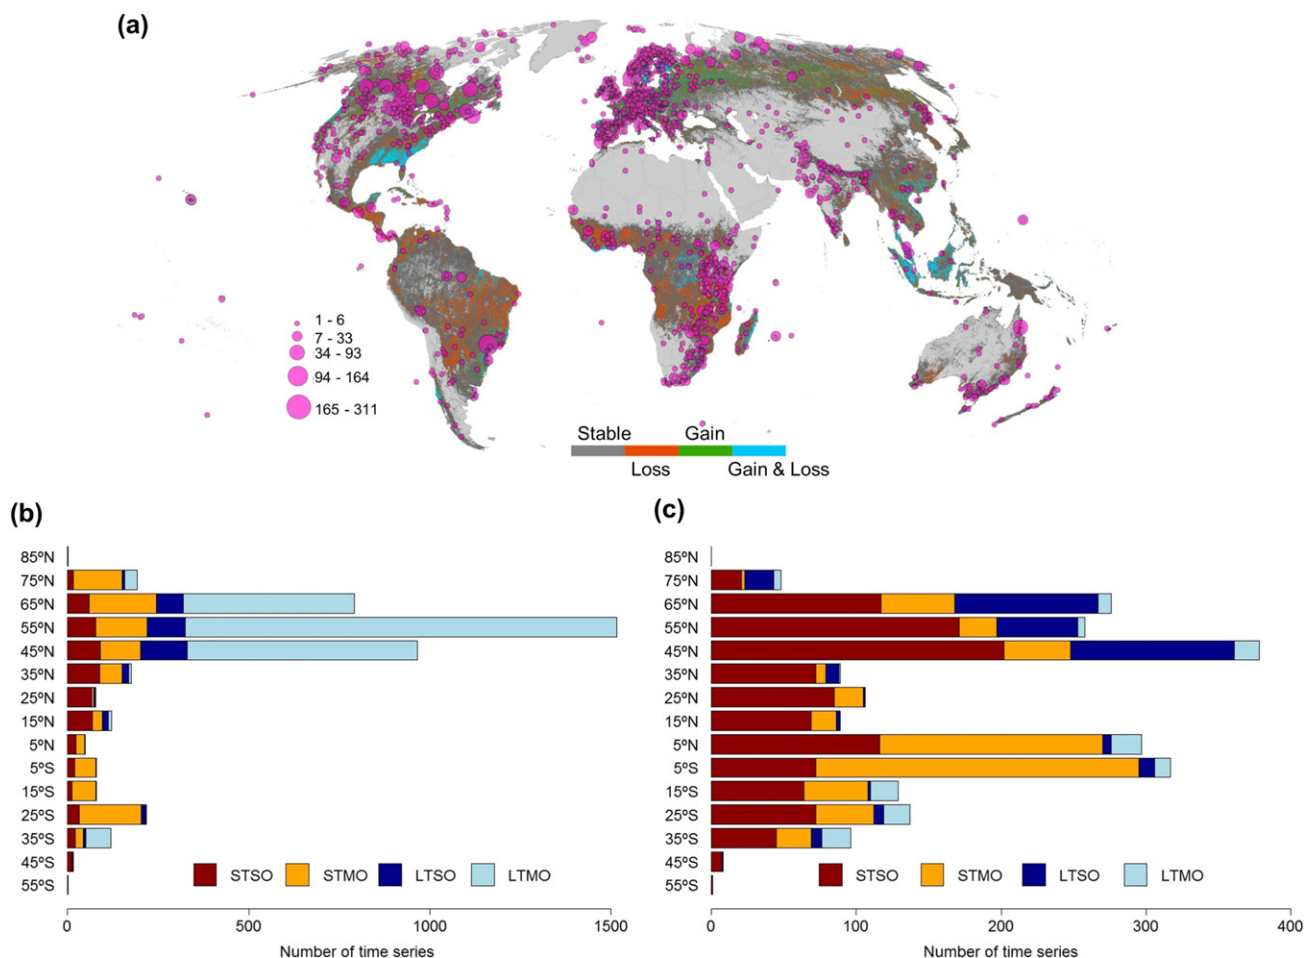 (a)
1 - 6
7 - 33
34 - 93
94 - 164
165 - 311
Stable Gain
Loss Gain & Loss
(b)
85ºN
75ºN
65ºN
55ºN
45ºN
35ºN
25ºN
15ºN
5ºN
5ºS
15ºS
25ºS
35ºS
45ºS
55ºS
STSO STMO LTSO LTMO
0 500 1000 1500
Number of time series
(c)
85ºN
75ºN
65ºN
55ºN
45ºN
35ºN
25ºN
15ºN
5ºN
5ºS
15ºS
25ºS
35ºS
45ºS
55ºS
STSO STMO LTSO LTMO
0 100 200 300 400
Number of time series